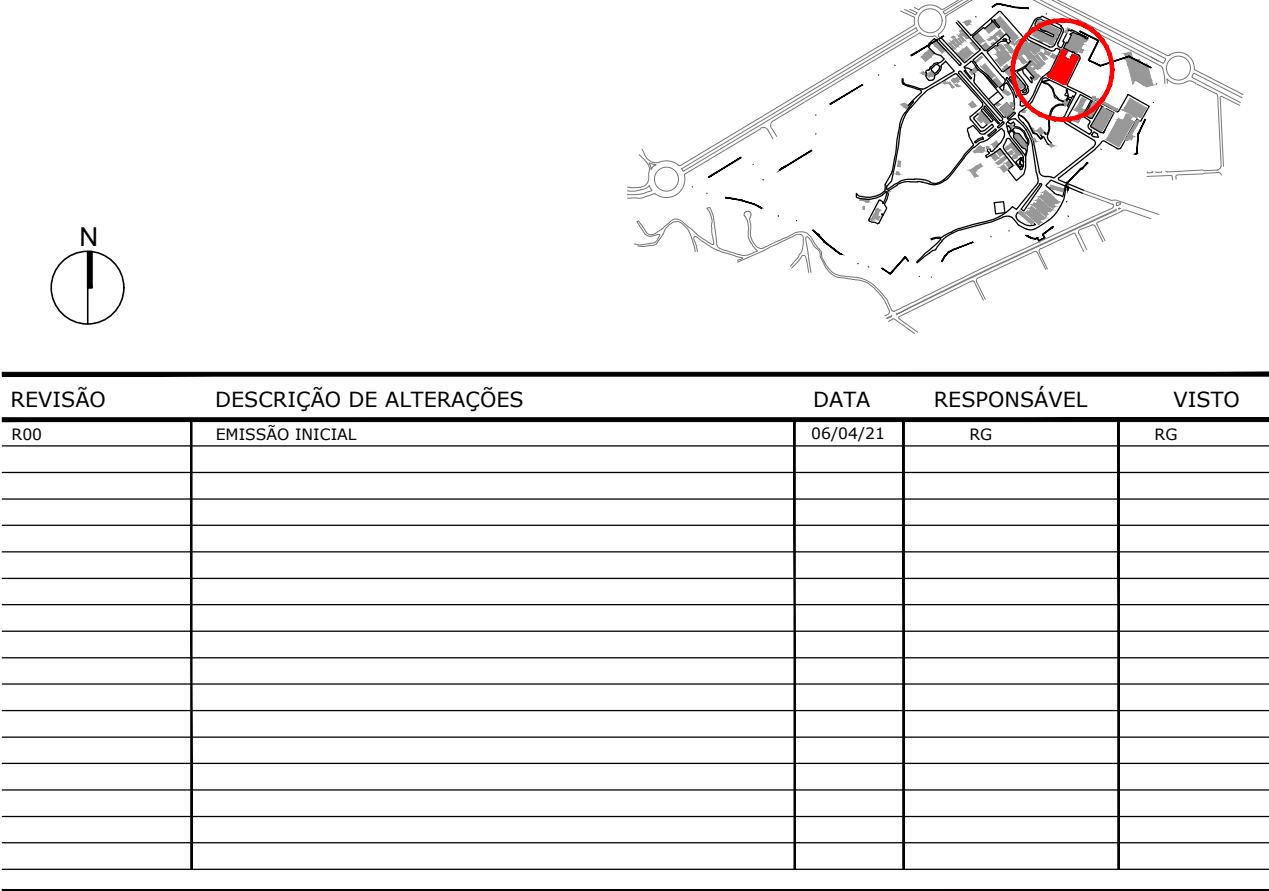 N
REVISÃO DESCRIÇÃO DE ALTERAÇÕES DATA RESPONSÁVEL VISTO
R00 EMISSÃO INICIAL 06/04/21 RG RG